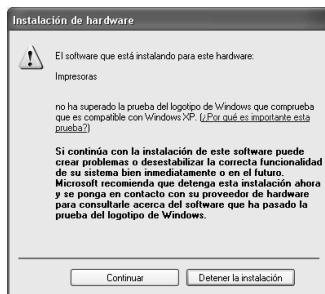 Instalación de hardware
El software que está instalando para este hardware:
Impresoras
no ha superado la prueba del logotipo de Windows que comprueba
que es compatible con Windows XP. (¿Por qué es importante esta
prueba?)
Si continúa con la instalación de este software puede
crear problemas o desestabilizar la correcta funcionalidad
de su sistema bien inmediatamente o en el futuro.
Microsoft recomienda que detenga esta instalación ahora
y se ponga en contacto con su proveedor de hardware
para consultarle acerca del software que ha pasado la
prueba del logotipo de Windows.
Continuar
Detener la instalación